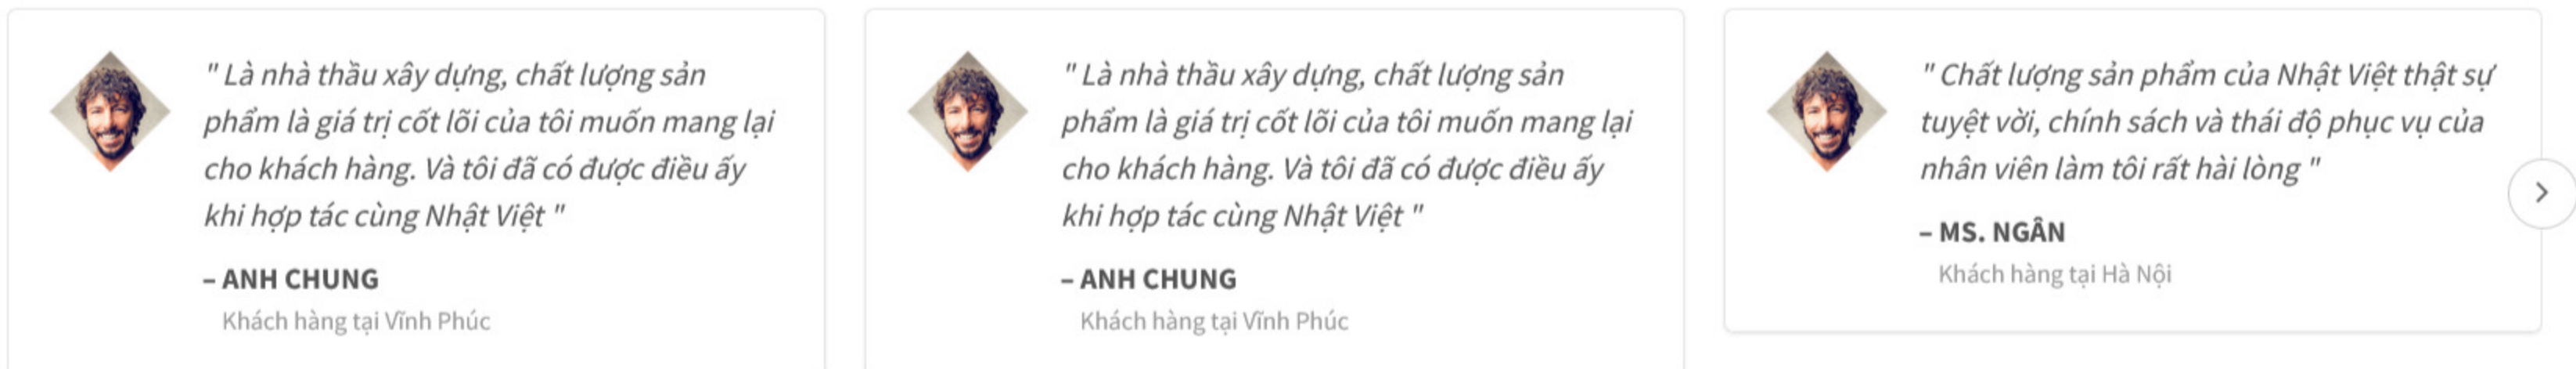 " Là nhà thầu xây dựng, chất lượng sản
phẩm là giá trị cốt lõi của tôi muốn mang lại
cho khách hàng. Và tôi đã có được điều ấy
khi hợp tác cùng Nhật Việt "
– ANH CHUNG
Khách hàng tại Vĩnh Phúc
" Là nhà thầu xây dựng, chất lượng sản
phẩm là giá trị cốt lõi của tôi muốn mang lại
cho khách hàng. Và tôi đã có được điều ấy
khi hợp tác cùng Nhật Việt "
– ANH CHUNG
Khách hàng tại Vĩnh Phúc
" Chất lượng sản phẩm của Nhật Việt thật sự
tuyệt vời, chính sách và thái độ phục vụ của
nhân viên làm tôi rất hài lòng "
– MS. NGÂN
Khách hàng tại Hà Nội